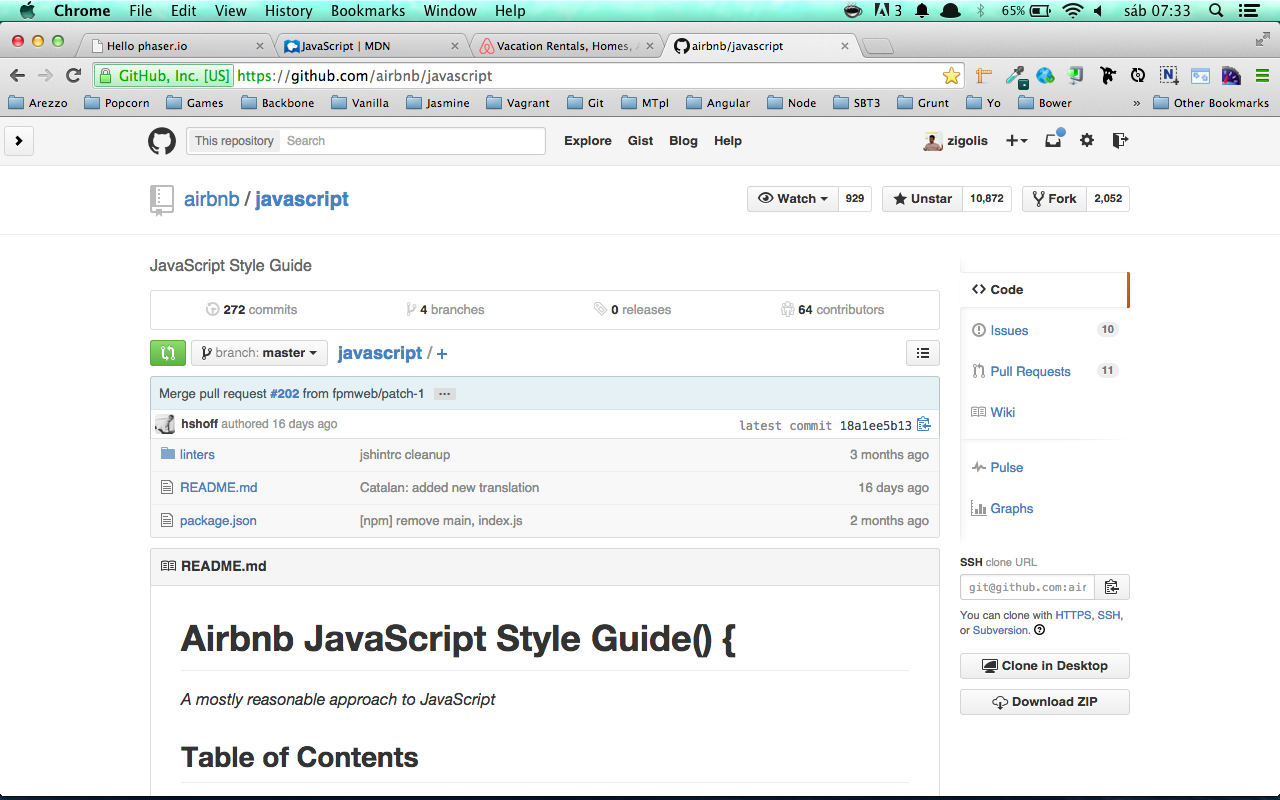 Chrome File Edit View History Bookmarks Window Help 3 65% sáb 07:33
Hello phaser.io JavaScript | MDN Vacation Rentals, Homes, airbnb/javascript
GitHub, Inc. [US] https://github.com/airbnb/javascript
Arezzo Popcorn Games Backbone Vanilla Jasmine Vagrant Git MTpl Angular Node SBT3 Grunt Yo Bower » Other Bookmarks
This repository Search Explore Gist Blog Help zigolis
airbnb / javascript Watch 929 Unstar 10,872 Fork 2,052
JavaScript Style Guide
272 commits 4 branches 0 releases 64 contributors
branch: master javascript / +
Merge pull request #202 from fpmweb/patch-1 ...
hshoff authored 16 days ago latest commit 18a1ee5b13
linters jshintrc cleanup 3 months ago
README.md Catalan: added new translation 16 days ago
package.json [npm] remove main, index.js 2 months ago
README.md
Airbnb JavaScript Style Guide() {
A mostly reasonable approach to JavaScript
Table of Contents
Code
Issues 10
Pull Requests 11
Wiki
Pulse
Graphs
SSH clone URL
git@github.com:air
You can clone with HTTPS, SSH,
or Subversion.
Clone in Desktop
Download ZIP